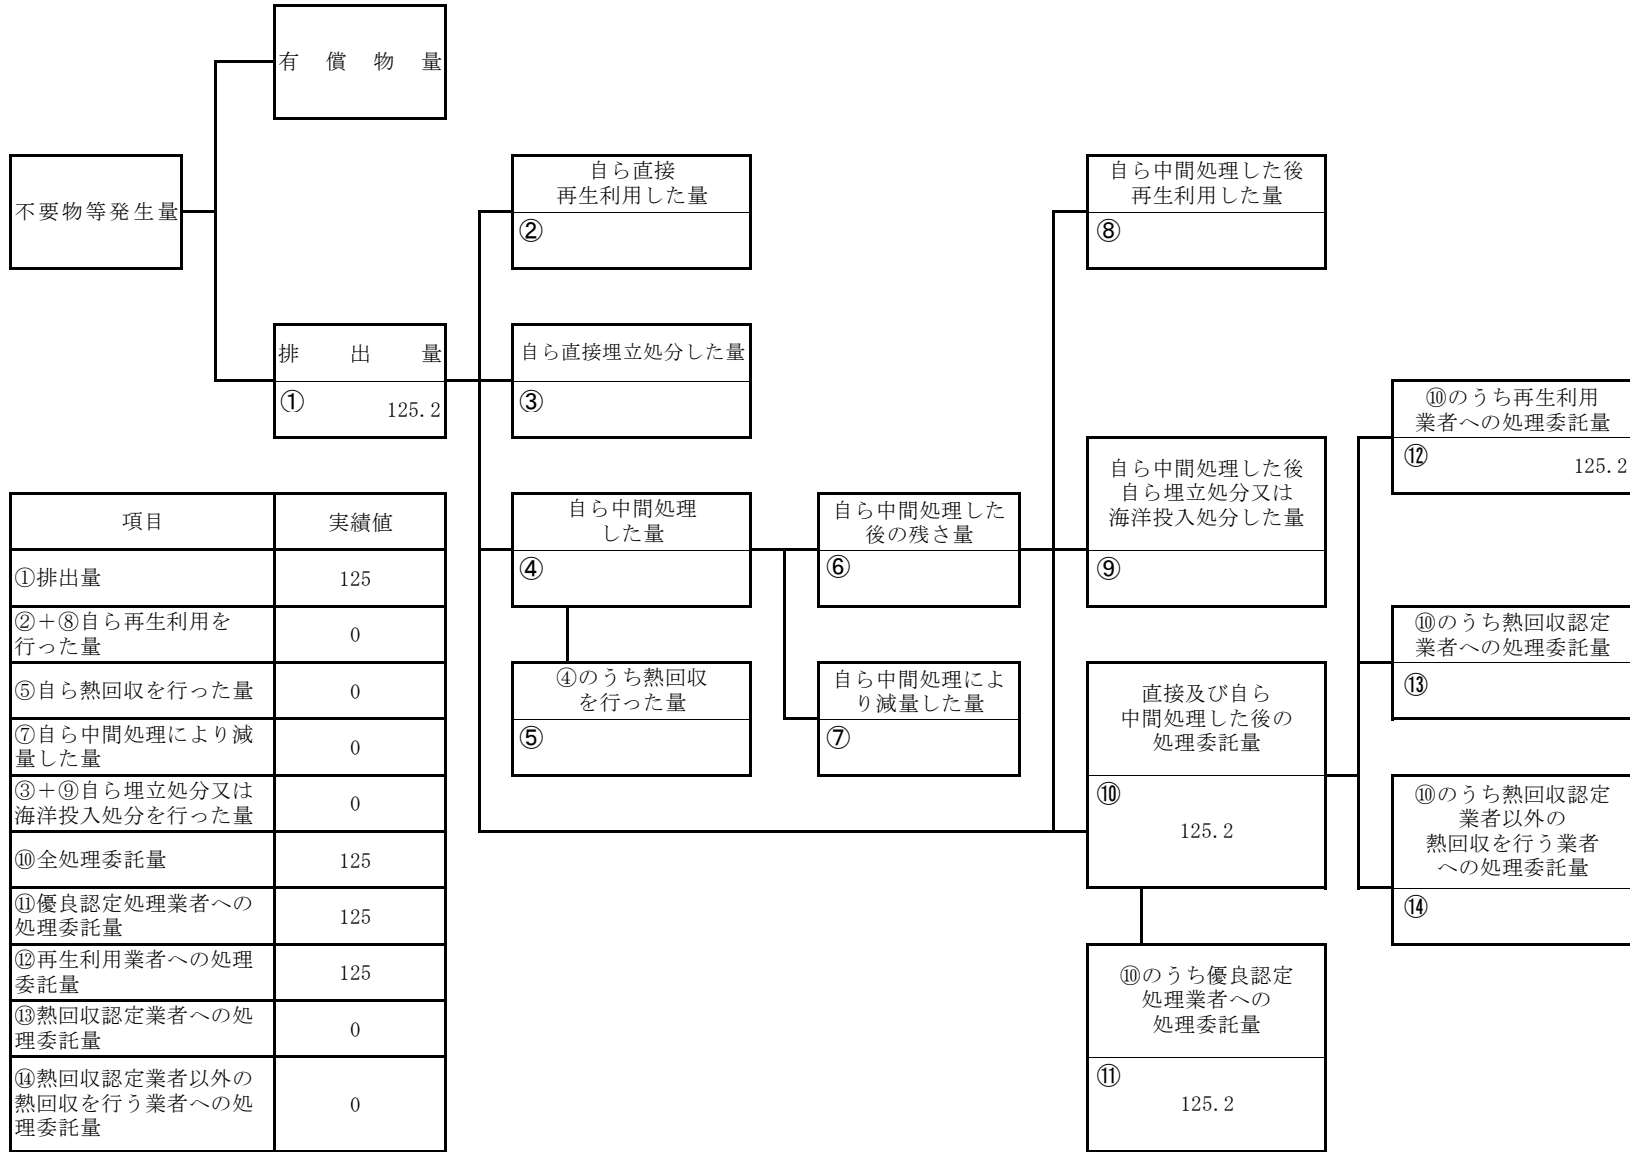 有償物量
不要物等発生量
排出量
① 125.2
自ら直接
再生利用した量
②
自ら直接埋立処分した量
③
自ら中間処理
した量
④
④のうち熱回収
を行った量
⑤
自ら中間処理した
後の残さ量
⑥
自ら中間処理によ
り減量した量
⑦
自ら中間処理した後
再生利用した量
⑧
自ら中間処理した後
自ら埋立処分又は
海洋投入処分した量
⑨
直接及び自ら
中間処理した後の
処理委託量
⑩
125.2
⑩のうち優良認定
処理業者への
処理委託量
⑪
125.2
⑩のうち再生利用
業者への処理委託量
⑫ 125.2
⑩のうち熱回収認定
業者への処理委託量
⑬
⑩のうち熱回収認定
業者以外の
熱回収を行う業者
への処理委託量
⑭
項目 実績値
①排出量 125
②+⑧自ら再生利用を
行った量 0
⑤自ら熱回収を行った量 0
⑦自ら中間処理により減
量した量 0
③+⑨自ら埋立処分又は
海洋投入処分を行った量 0
⑩全処理委託量 125
⑪優良認定処理業者への
処理委託量 125
⑫再生利用業者への処理
委託量 125
⑬熱回収認定業者への処
理委託量 0
⑭熱回収認定業者以外の
熱回収を行う業者への処
理委託量 0